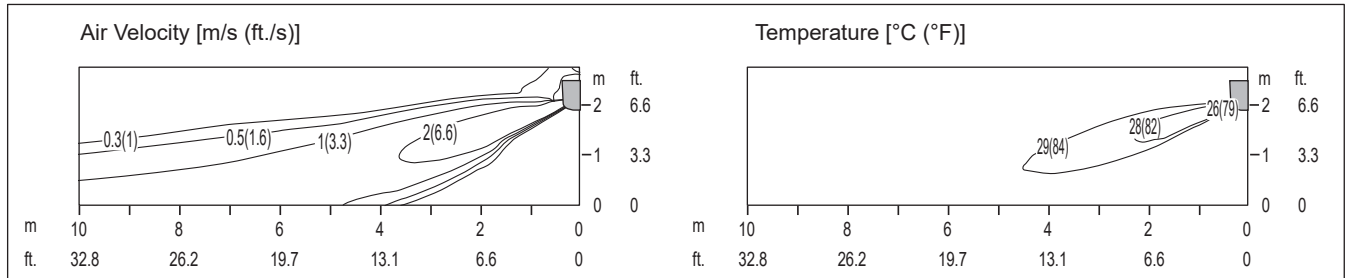 Air Velocity [m/s (ft./s)]
m ft.
2 6.6
1 3.3
0 0
0.3(1)
0.5(1.6)
1(3.3)
2(6.6)
m 10 8 6 4 2 0
ft. 32.8 26.2 19.7 13.1 6.6 0
Temperature [°C (°F)]
m ft.
2 6.6
1 3.3
0 0
26(79)
28(82)
29(84)
m 10 8 6 4 2 0
ft. 32.8 26.2 19.7 13.1 6.6 0